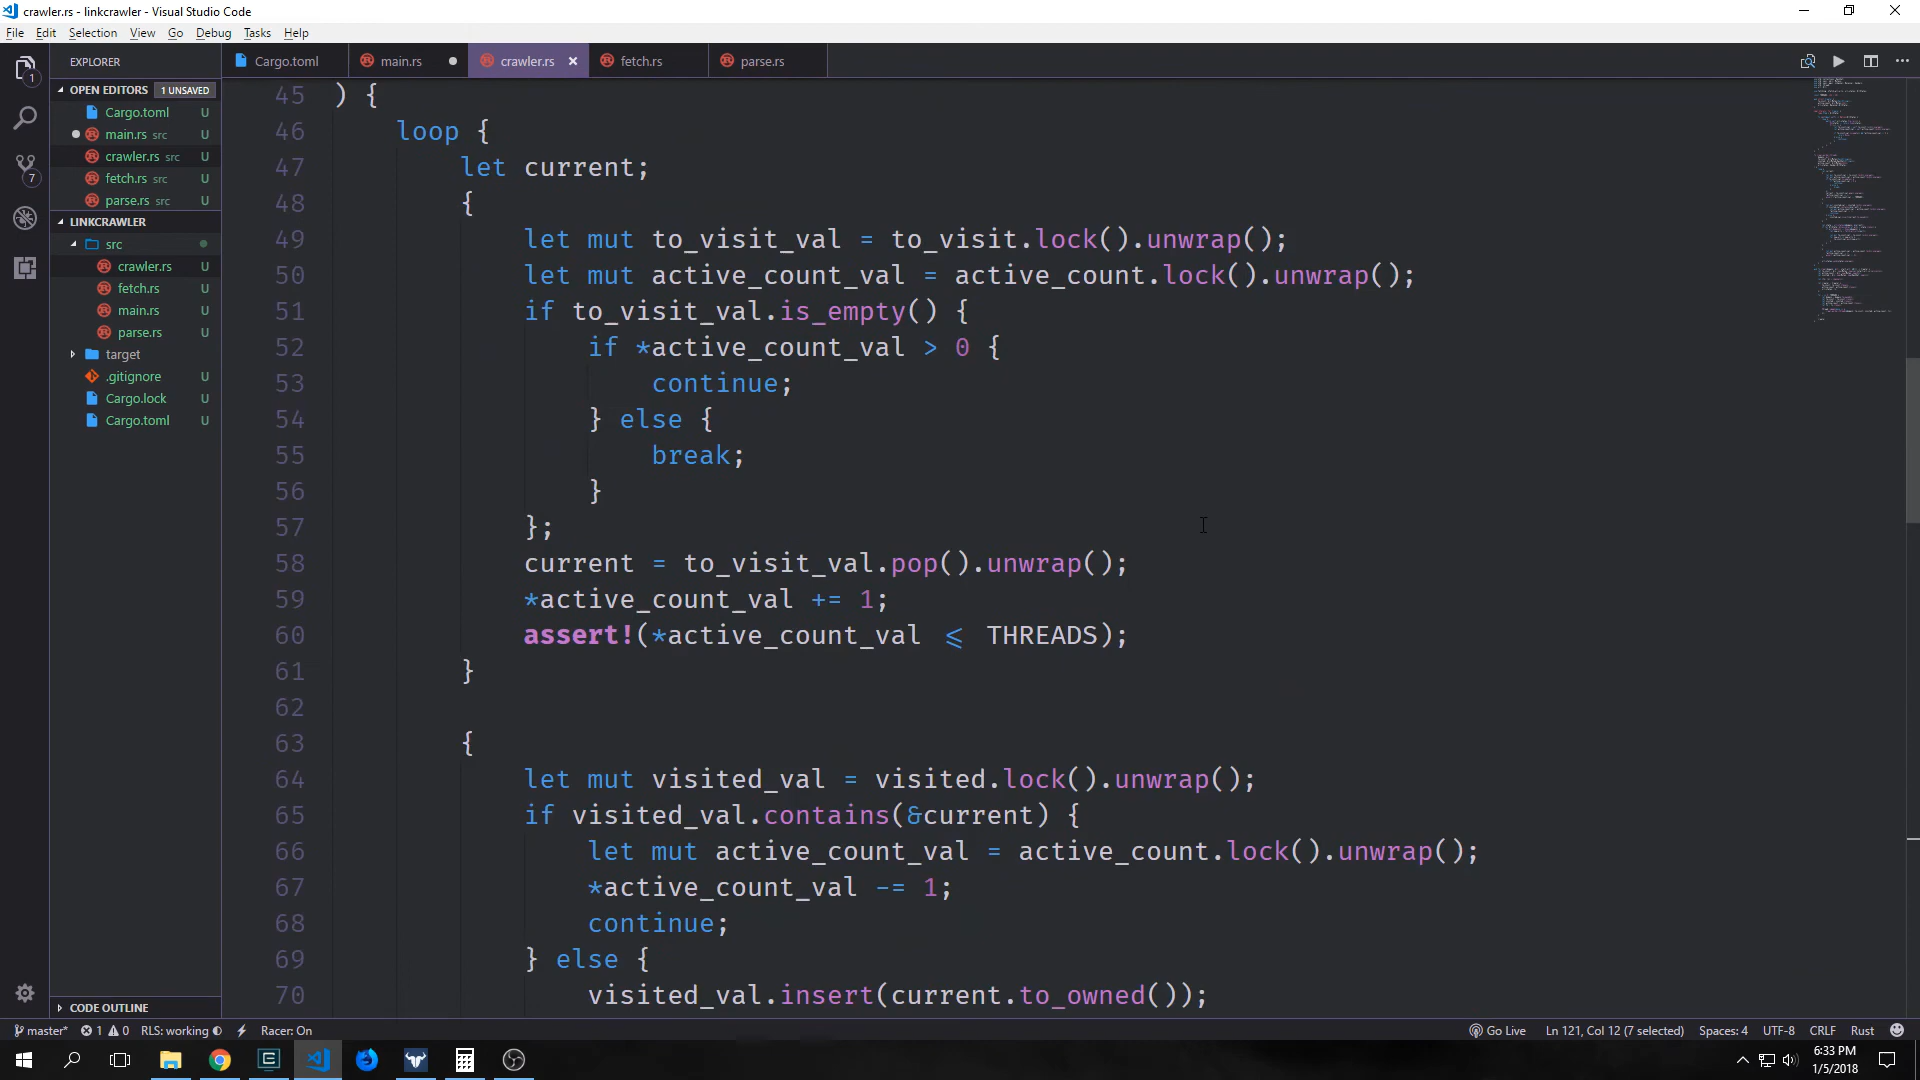 crawler.rs - linkcrawler - Visual Studio Code
File Edit Selection View Go Debug Tasks Help
EXPLORER
Cargo.toml main.rs crawler.rs fetch.rs parse.rs
OPEN EDITORS 1 UNSAVED
Cargo.toml U
main.rs src U
crawler.rs src U
fetch.rs src U
parse.rs src U
LINKCRAWLER
src
crawler.rs U
fetch.rs U
main.rs U
parse.rs U
target
.gitignore U
Cargo.lock U
Cargo.toml U
CODE OUTLINE
1
7
45 ) {
46 loop {
47 let current;
48 {
49 let mut to_visit_val = to_visit.lock().unwrap();
50 let mut active_count_val = active_count.lock().unwrap();
51 if to_visit_val.is_empty() {
52 if *active_count_val > 0 {
53 continue;
54 } else {
55 break;
56 }
57 };
58 current = to_visit_val.pop().unwrap();
59 *active_count_val += 1;
60 assert!(*active_count_val ⩽ THREADS);
61 }
62
63 {
64 let mut visited_val = visited.lock().unwrap();
65 if visited_val.contains(&current) {
66 let mut active_count_val = active_count.lock().unwrap();
67 *active_count_val -= 1;
68 continue;
69 } else {
70 visited_val.insert(current.to_owned());
master* 1 0 RLS: working Racer: On Go Live Ln 121, Col 12 (7 selected) Spaces: 4 UTF-8 CRLF Rust
6:33 PM
1/5/2018